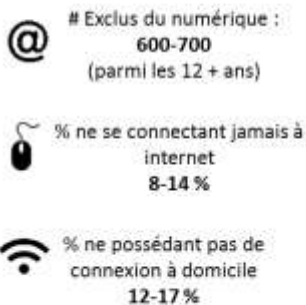 @
# Exclus du numérique :
600-700
(parmi les 12 + ans)
% ne se connectant jamais à
internet
8-14 %
% ne possédant pas de
connexion à domicile
12-17 %